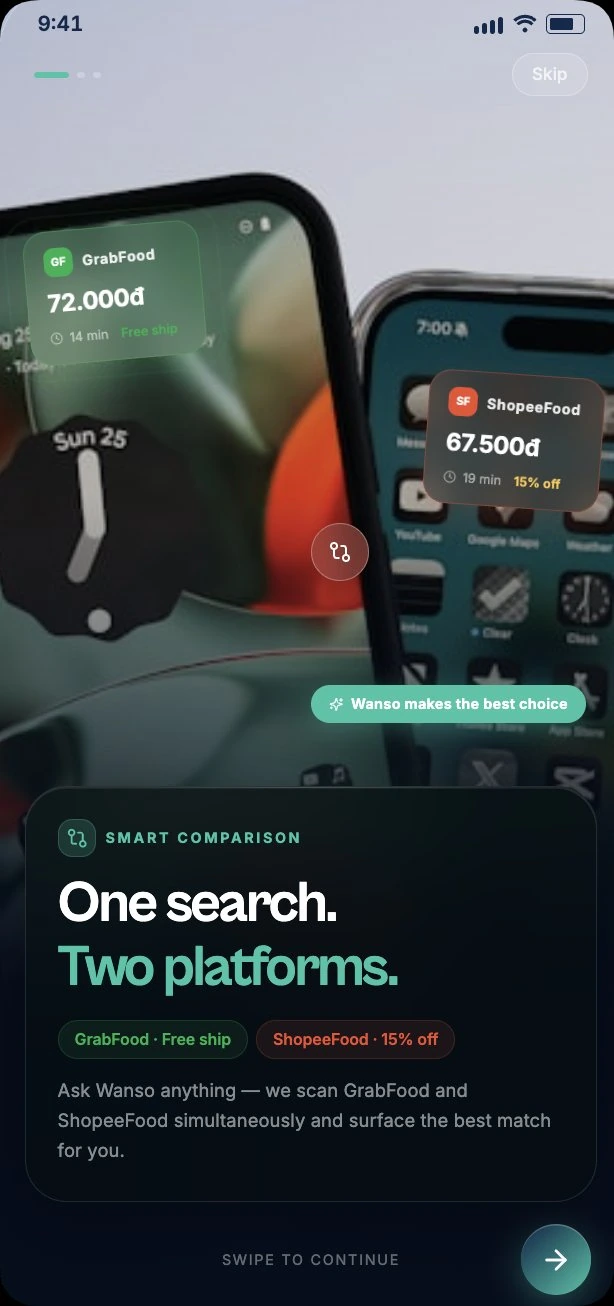 9:41
Skip
GF GrabFood
72.000đ
14 min Free ship
Sun 25
7:00
SF ShopeeFood
67.500đ
19 min 15% off
YouTube Google Maps Weather
Clear Clock
Wanso makes the best choice
App Store
SMART COMPARISON
One search.
Two platforms.
GrabFood · Free ship
ShopeeFood · 15% off
Ask Wanso anything — we scan GrabFood and
ShopeeFood simultaneously and surface the best match
for you.
SWIPE TO CONTINUE